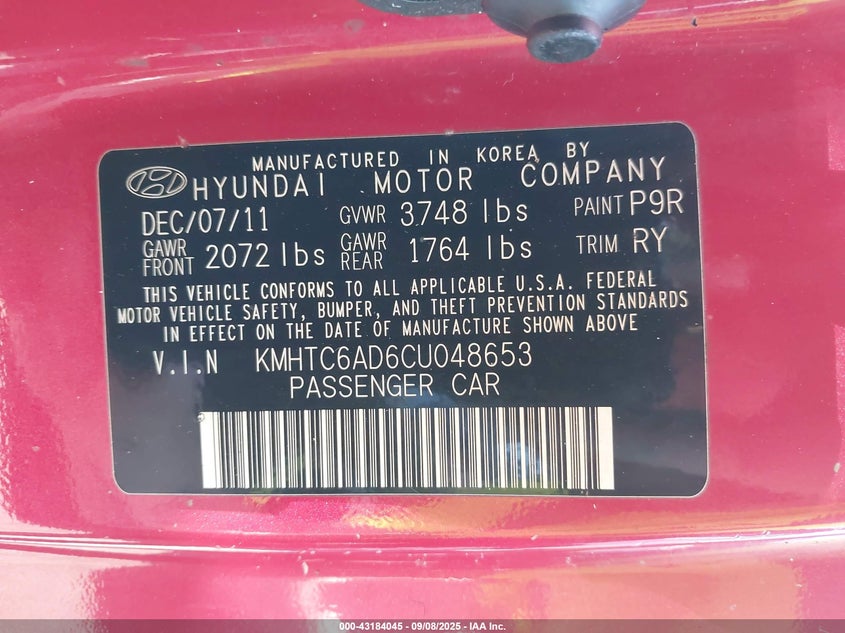 MANUFACTURED IN KOREA BY
HYUNDAI MOTOR COMPANY
DEC/07/11 GVWR 3748 lbs PAINT P9R
GAWR FRONT 2072 lbs GAWR REAR 1764 lbs TRIM RY
THIS VEHICLE CONFORMS TO ALL APPLICABLE U.S.A. FEDERAL
MOTOR VEHICLE SAFETY, BUMPER, AND THEFT PREVENTION STANDARDS
IN EFFECT ON THE DATE OF MANUFACTURE SHOWN ABOVE
V.I.N KMHTC6AD6CU048653
PASSENGER CAR
000-43184045 - 09/08/2025 - IAA Inc.